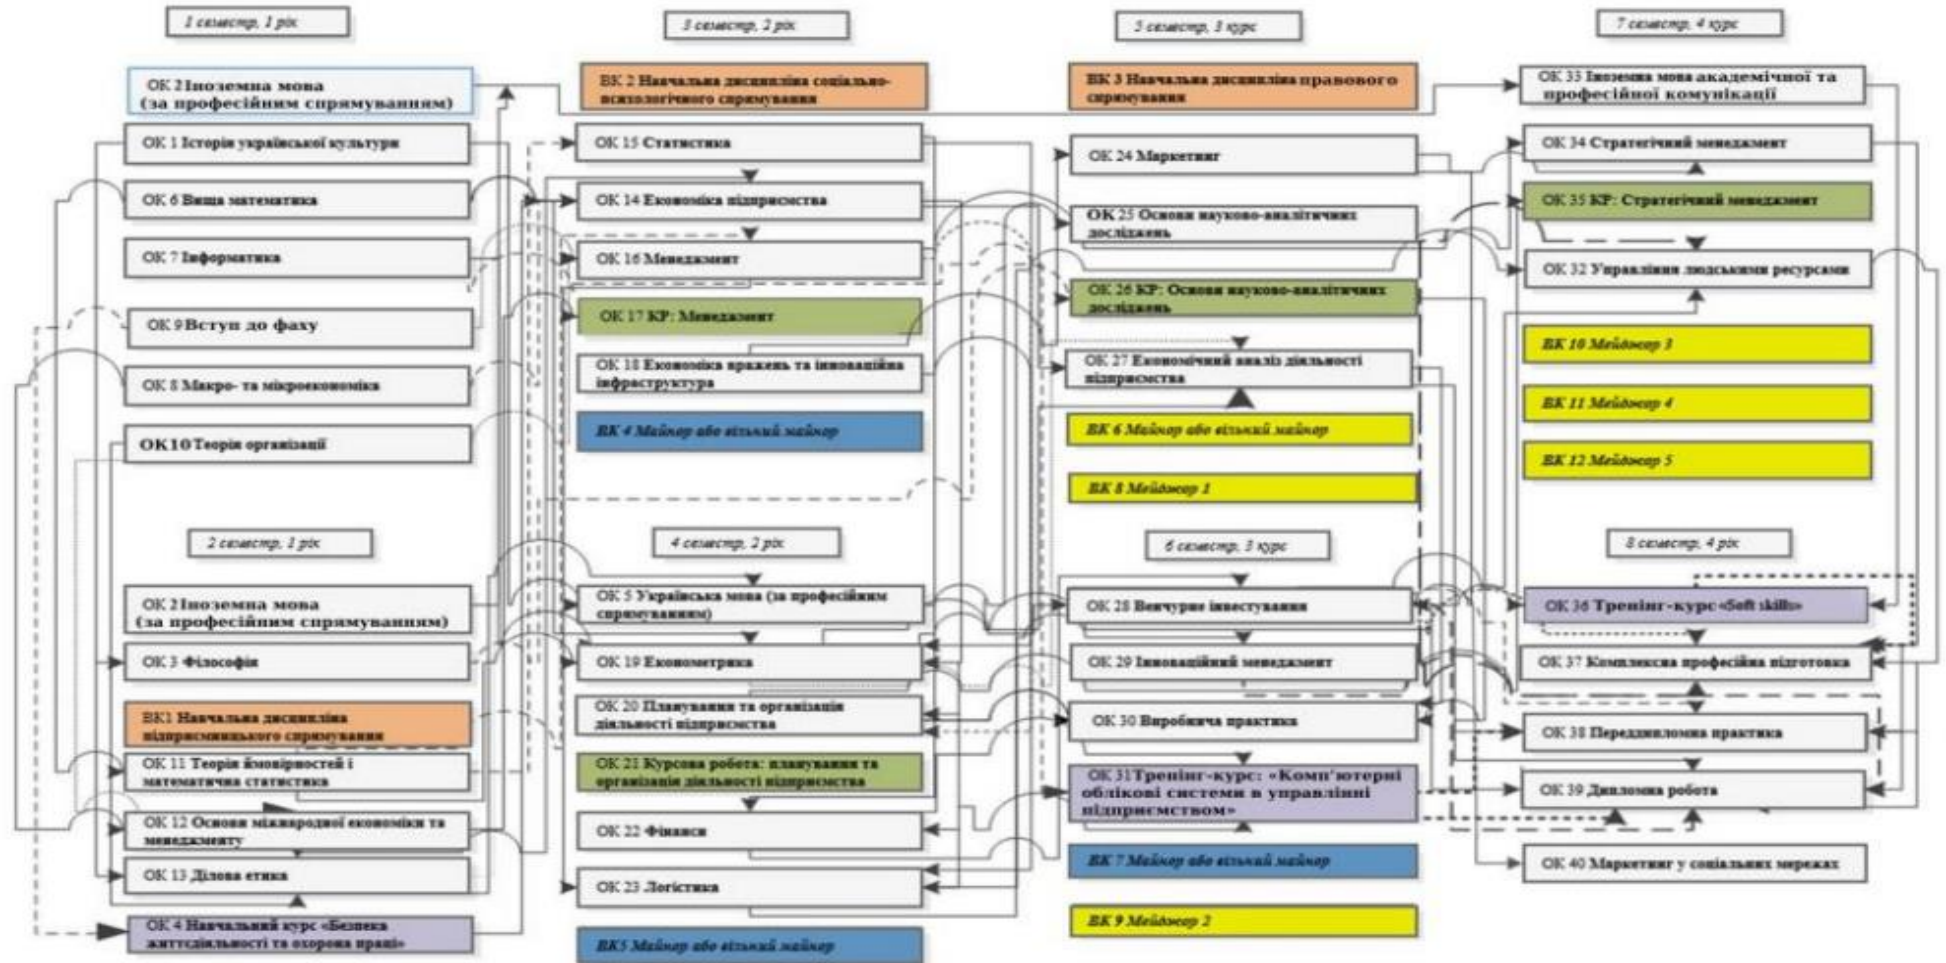 1 семестр, 1 рік
ОК 2 Іноземна мова
(за професійним спрямуванням)
ОК 1 Історія української культури
ОК 6 Вища математика
ОК 7 Інформатика
ОК 9 Вступ до фаху
ОК 8 Макро- та мікроекономіка
ОК 10 Теорія організації
2 семестр, 1 рік
ОК 2 Іноземна мова
(за професійним спрямуванням)
ОК 3 Філософія
ВК1 Навчальна дисципліна
підприємницького спрямування
ОК 11 Теорія ймовірностей і
математична статистика
ОК 12 Основи міжнародної економіки та
менеджменту
ОК 13 Ділова етика
ОК 4 Навчальний курс «Безпека
життєдіяльності та охорона праці»
3 семестр, 2 рік
ВК 2 Навчальна дисципліна соціально-
психологічного спрямування
ОК 15 Статистика
ОК 14 Економіка підприємства
ОК 16 Менеджмент
ОК 17 КР: Менеджмент
ОК 18 Економіка вражень та інноваційна
інфраструктура
ВК 4 Майнор або вільний майнор
4 семестр, 2 рік
ОК 5 Українська мова (за професійним
спрямуванням)
ОК 19 Економетрика
ОК 20 Планування та організація
діяльності підприємства
ОК 21 Курсова робота: планування та
організація діяльності підприємства
ОК 22 Фінанси
ОК 23 Логістика
ВК5 Майнор або вільний майнор
5 семестр, 3 курс
ВК 3 Навчальна дисципліна правового
спрямування
ОК 24 Маркетинг
ОК 25 Основи науково-аналітичних
досліджень
ОК 26 КР: Основи науково-аналітичних
досліджень
ОК 27 Економічний аналіз діяльності
підприємства
ВК 6 Майнор або вільний майнор
ВК 8 Мейджор 1
6 семестр, 3 курс
ОК 28 Венчурне інвестування
ОК 29 Інноваційний менеджмент
ОК 30 Виробнича практика
ОК 31 Тренінг-курс: «Комп'ютерні
облікові системи в управлінні
підприємством»
ВК 7 Майнор або вільний майнор
ВК 9 Мейджор 2
7 семестр, 4 курс
ОК 33 Іноземна мова академічної та
професійної комунікації
ОК 34 Стратегічний менеджмент
ОК 35 КР: Стратегічний менеджмент
ОК 32 Управління людськими ресурсами
ВК 10 Мейджор 3
ВК 11 Мейджор 4
ВК 12 Мейджор 5
8 семестр, 4 рік
ОК 36 Тренінг-курс «Soft skills»
ОК 37 Комплексна професійна підготовка
ОК 38 Переддипломна практика
ОК 39 Дипломна робота
ОК 40 Маркетинг у соціальних мережах